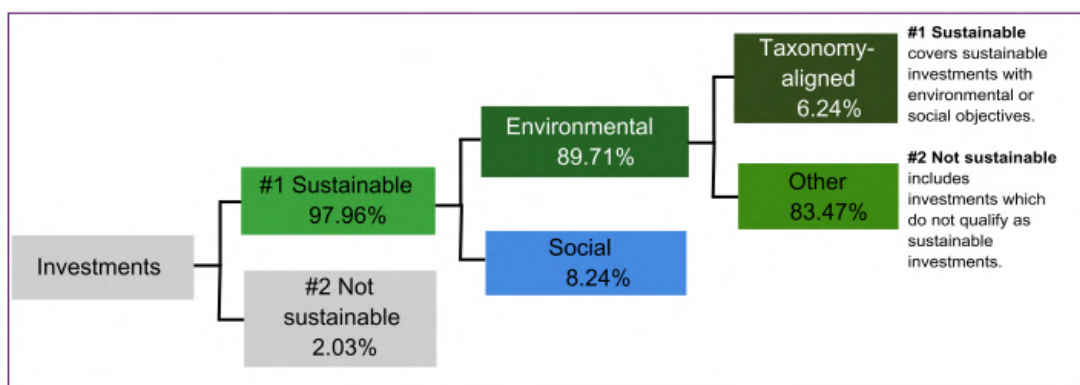 Investments
#1 Sustainable
97.96%
#2 Not
sustainable
2.03%
Environmental
89.71%
Social
8.24%
Taxonomy-
aligned
6.24%
Other
83.47%
#1 Sustainable
covers sustainable
investments with
environmental or
social objectives.
#2 Not sustainable
includes
investments which
do not qualify as
sustainable
investments.